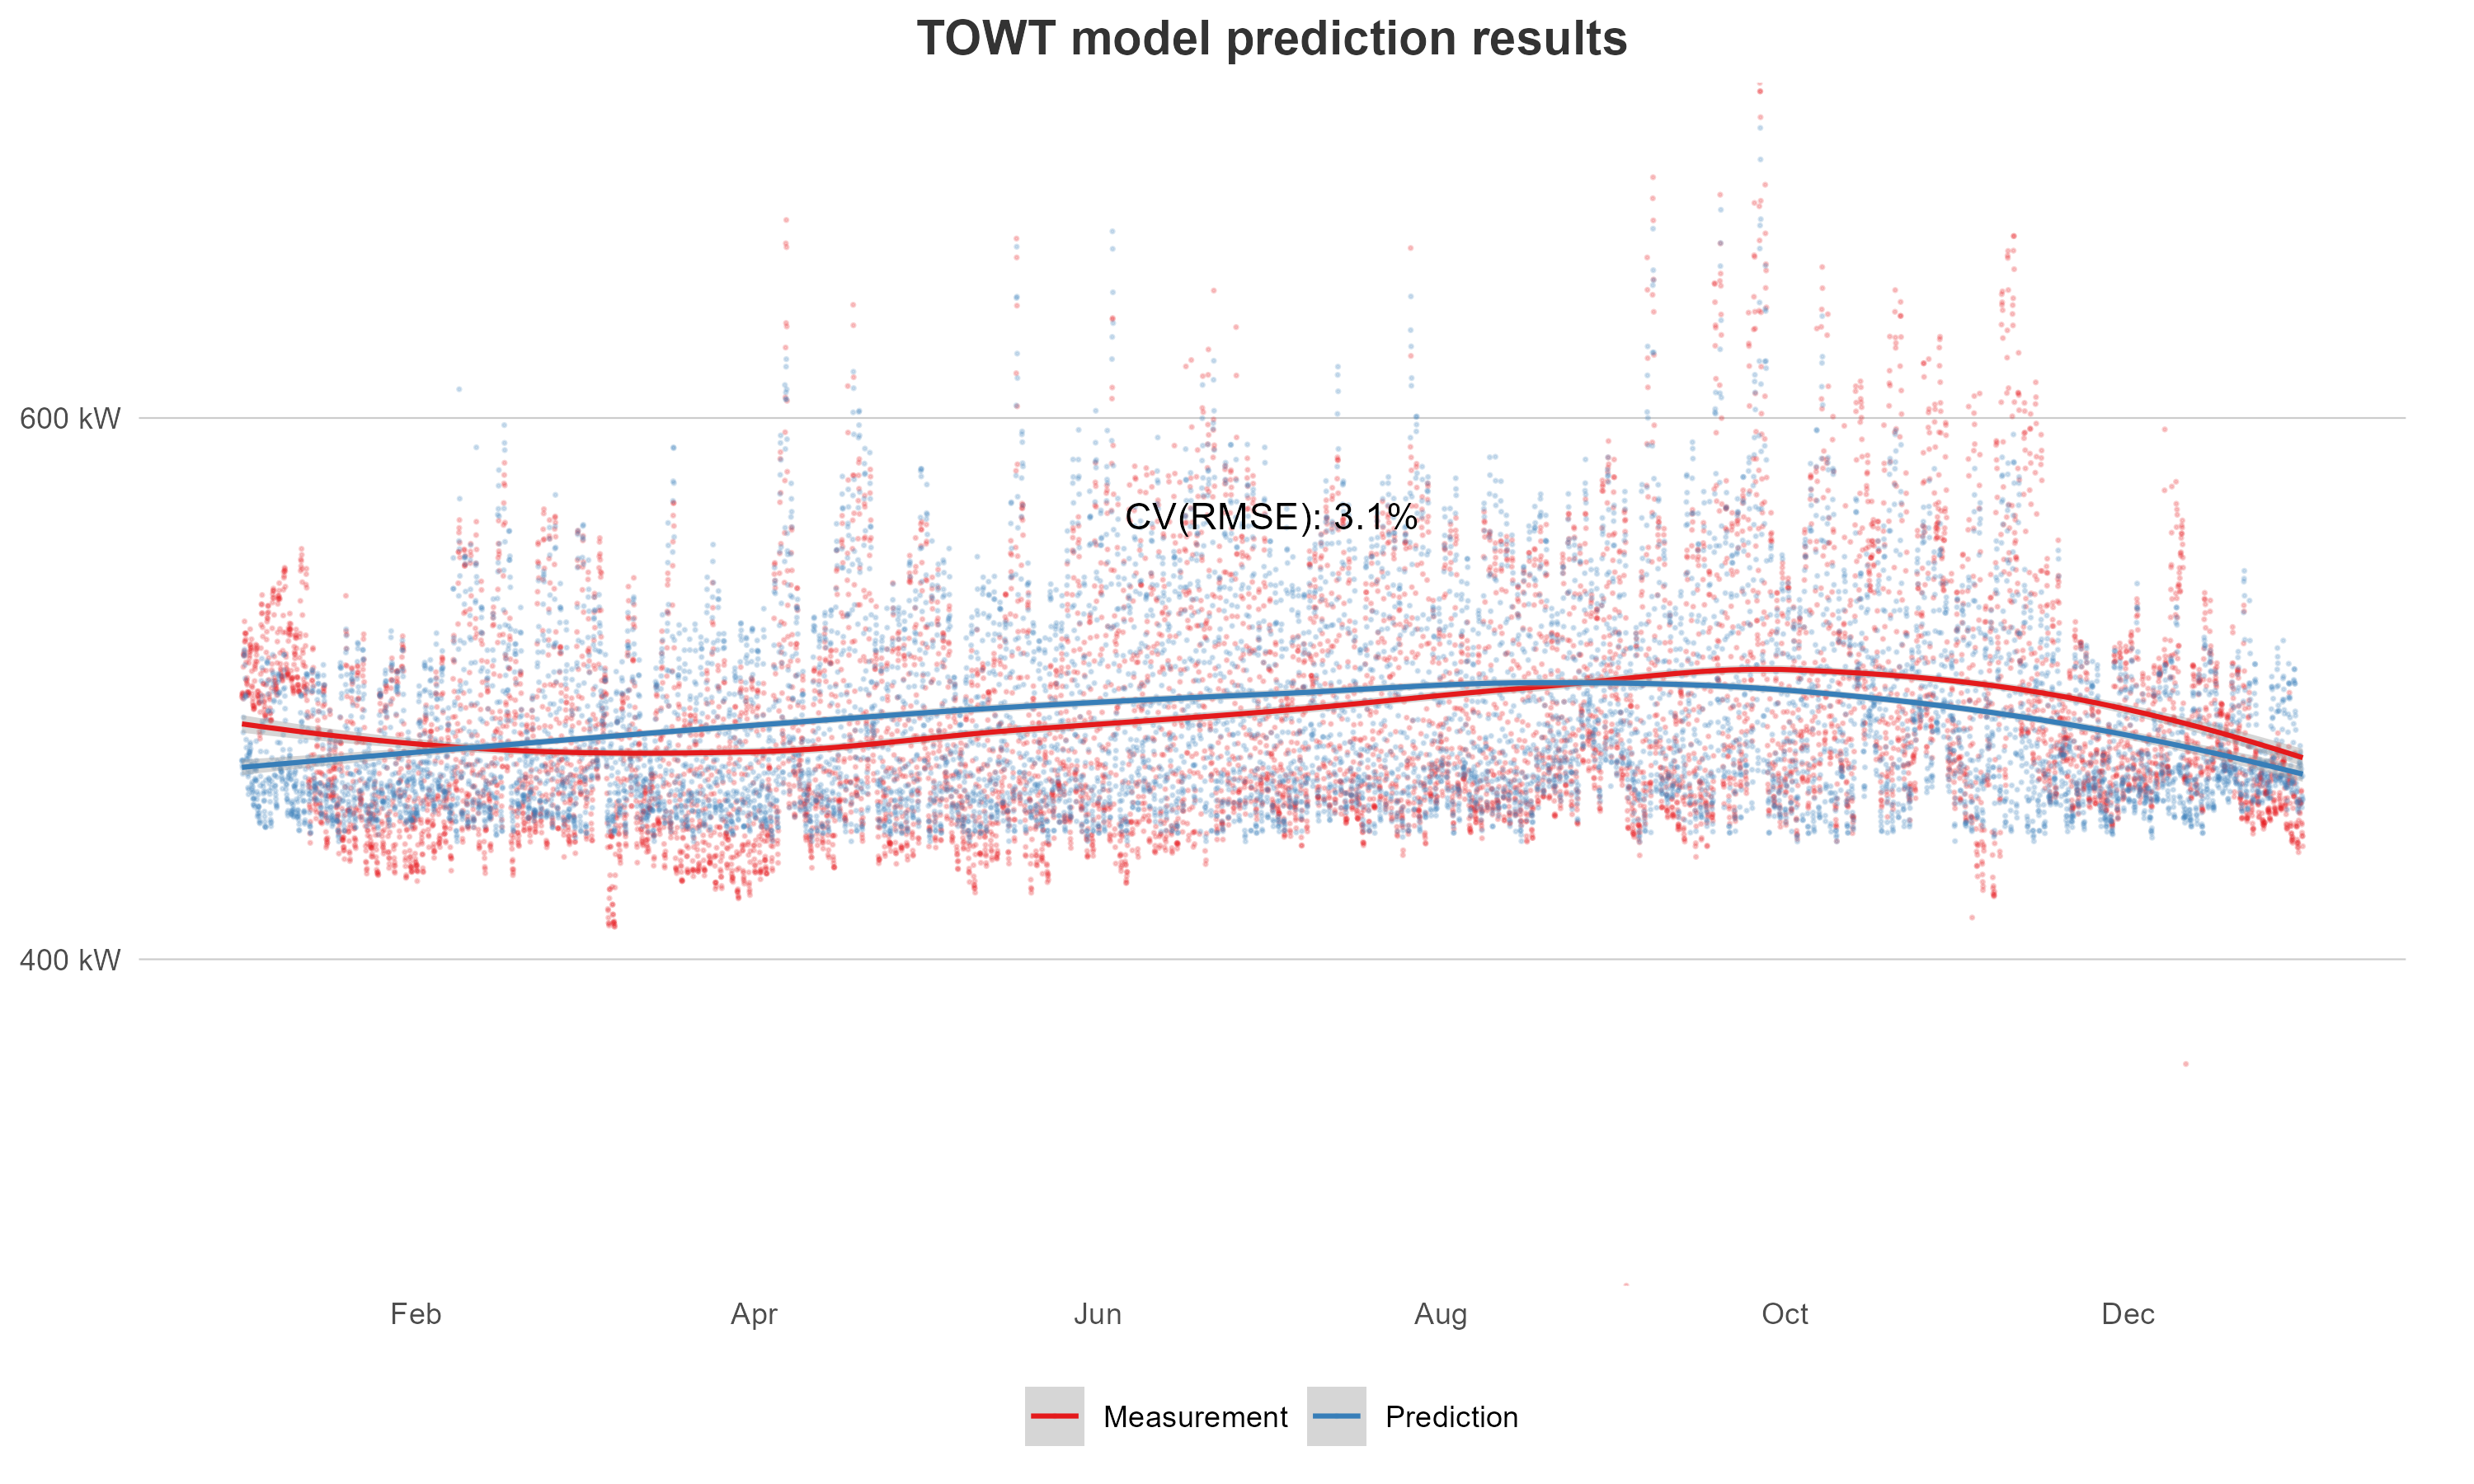 TOWT model prediction results
600 kW
CV(RMSE): 3.1%
400 kW
Feb Apr Jun Aug Oct Dec
Measurement Prediction